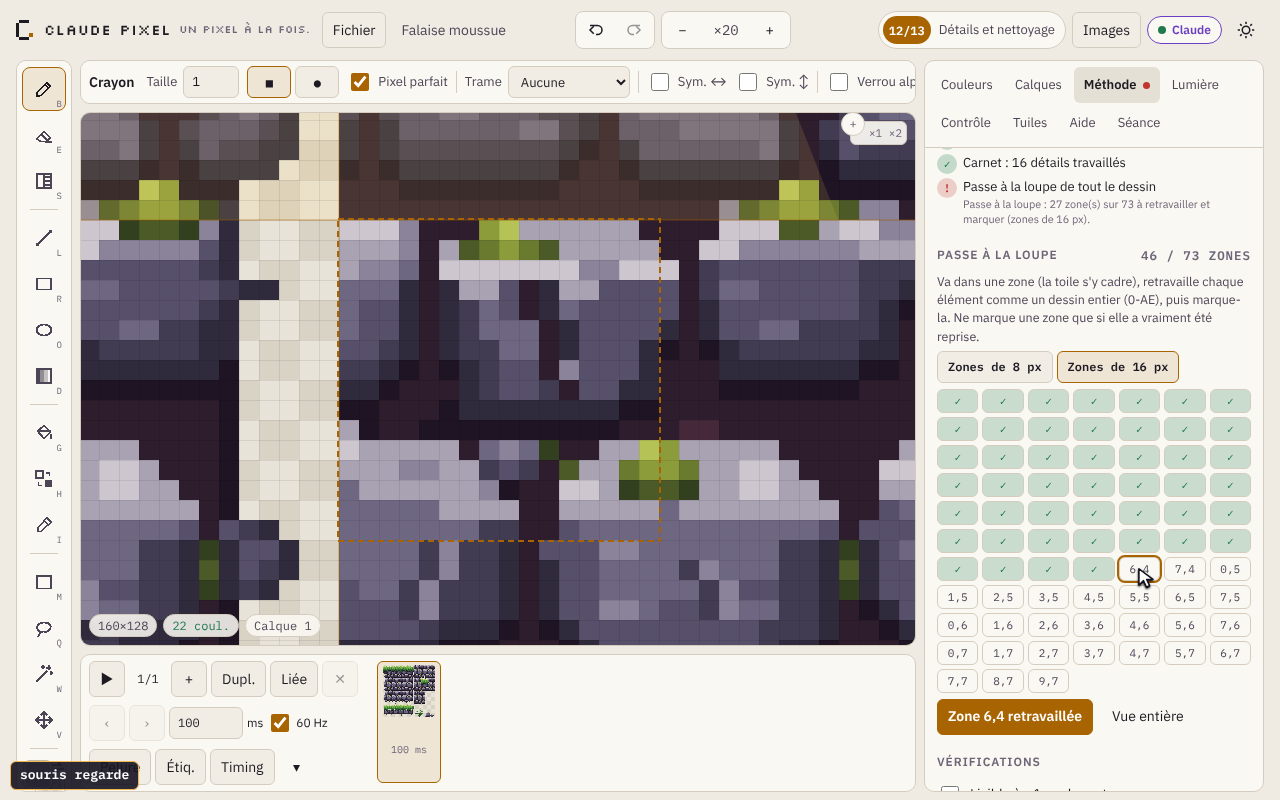 CLAUDE PIXEL UN PIXEL À LA FOIS. Fichier Falaise moussue − ×20 + 12/13 Détails et nettoyage Images Claude
Crayon Taille 1 Pixel parfait Trame Aucune Sym. ↔ Sym. ↕ Verrou alp
B
E
S
L
R
O
D
G
H
I
M
Q
W
V
+ ×1 ×2
160×128 22 coul. Calque 1
1/1 + Dupl. Liée ×
‹ › 100 ms 60 Hz
Étiq. Timing ▼
100 ms
souris regarde
Couleurs Calques Méthode Lumière
Contrôle Tuiles Aide Séance
✓ Carnet : 16 détails travaillés
! Passe à la loupe de tout le dessin
Passe à la loupe : 27 zone(s) sur 73 à retravailler et
marquer (zones de 16 px).
PASSE À LA LOUPE 46 / 73 ZONES
Va dans une zone (la toile s'y cadre), retravaille chaque
élément comme un dessin entier (0-AE), puis marque-
la. Ne marque une zone que si elle a vraiment été
reprise.
Zones de 8 px Zones de 16 px
✓ ✓ ✓ ✓ ✓ ✓ ✓
✓ ✓ ✓ ✓ ✓ ✓ ✓
✓ ✓ ✓ ✓ ✓ ✓ ✓
✓ ✓ ✓ ✓ ✓ ✓ ✓
✓ ✓ ✓ ✓ ✓ ✓ ✓
✓ ✓ ✓ ✓ ✓ ✓ ✓
✓ ✓ ✓ ✓ 6,4 7,4 0,5
1,5 2,5 3,5 4,5 5,5 6,5 7,5
0,6 1,6 2,6 3,6 4,6 5,6 7,6
0,7 1,7 2,7 3,7 4,7 5,7 6,7
7,7 8,7 9,7
Zone 6,4 retravaillée Vue entière
VÉRIFICATIONS